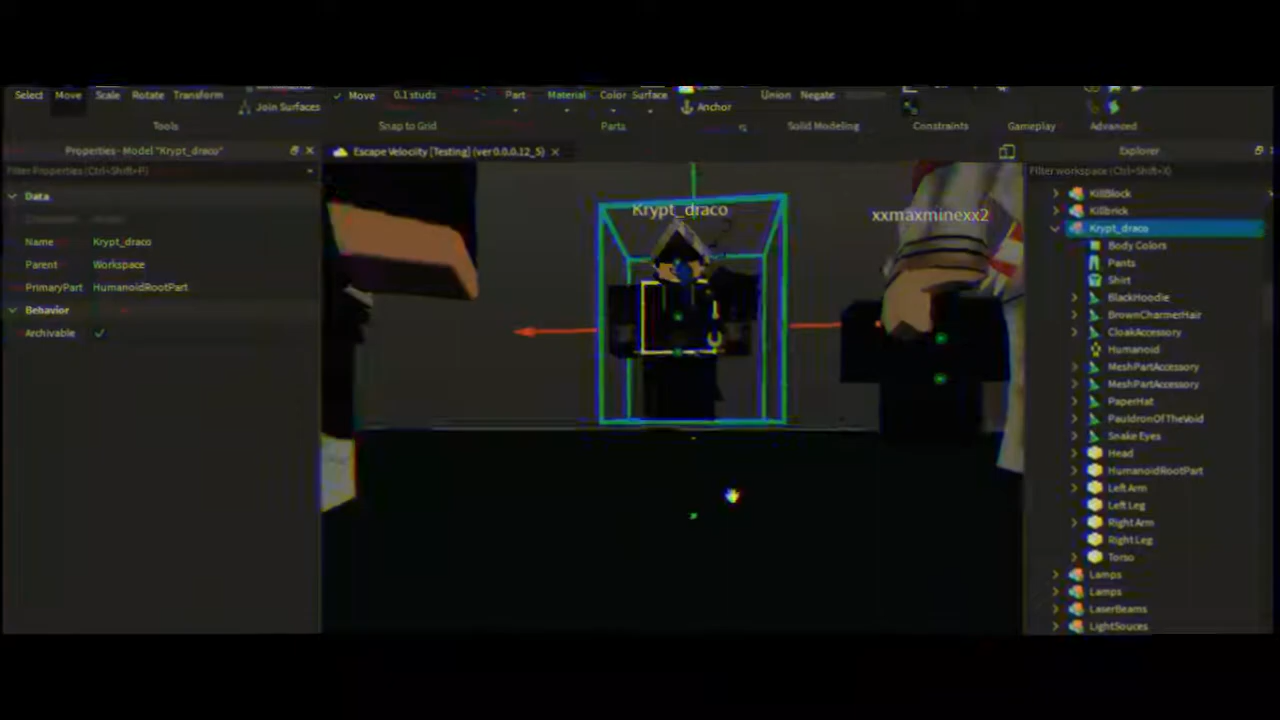 Select Move Scale Rotate Transform
Join Surfaces
Tools
Move 0.1 studs
Snap to Grid
Part Material Color Surface
Anchor
Parts
Union Negate
Solid Modeling
Constraints
Gameplay
Advanced
Properties - Model "Krypt_draco"
Filter Properties (Ctrl+Shift+P)
Data
Name Krypt_draco
Parent Workspace
PrimaryPart HumanoidRootPart
Behavior
Archivable
Escape Velocity [Testing] (ver 0.0.0.12_5)
Krypt_draco
xxmaxminexx2
Explorer
Filter workspace (Ctrl+Shift+X)
KillBlock
Killbrick
Krypt_draco
Body Colors
Pants
Shirt
BlackHoodie
BrownCharmerHair
CloakAccessory
Humanoid
MeshPartAccessory
MeshPartAccessory
PaperHat
PauldronOfTheVoid
Snake Eyes
Head
HumanoidRootPart
Left Arm
Left Leg
Right Arm
Right Leg
Torso
Lamps
Lamps
LaserBeams
LightSouces